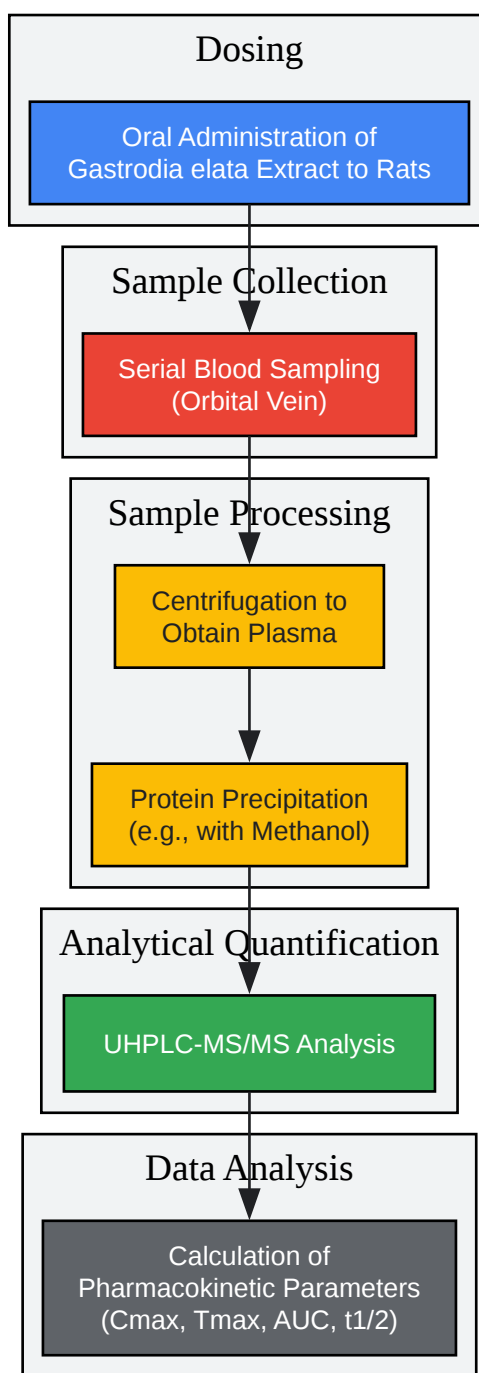 Dosing
Oral Administration of
Gastrodia elata Extract to Rats
Sample Collection
Serial Blood Sampling
(Orbital Vein)
Sample Processing
Centrifugation to
Obtain Plasma
Protein Precipitation
(e.g., with Methanol)
Analytical Quantification
UHPLC-MS/MS Analysis
Data Analysis
Calculation of
Pharmacokinetic Parameters
(Cmax, Tmax, AUC, t1/2)